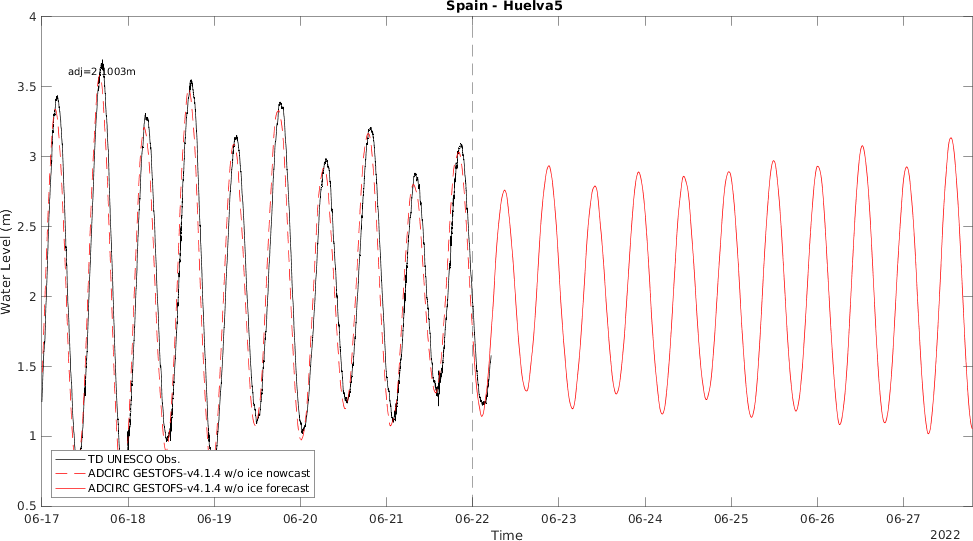 Spain - Huelva5
4
3.5
3
2.5
2
1.5
1
0.5
Water Level (m)
adj=2.1003m
TD UNESCO Obs.
ADCIRC GESTOFS-v4.1.4 w/o ice nowcast
ADCIRC GESTOFS-v4.1.4 w/o ice forecast
06-17 06-18 06-19 06-20 06-21 06-22 06-23 06-24 06-25 06-26 06-27
Time
2022